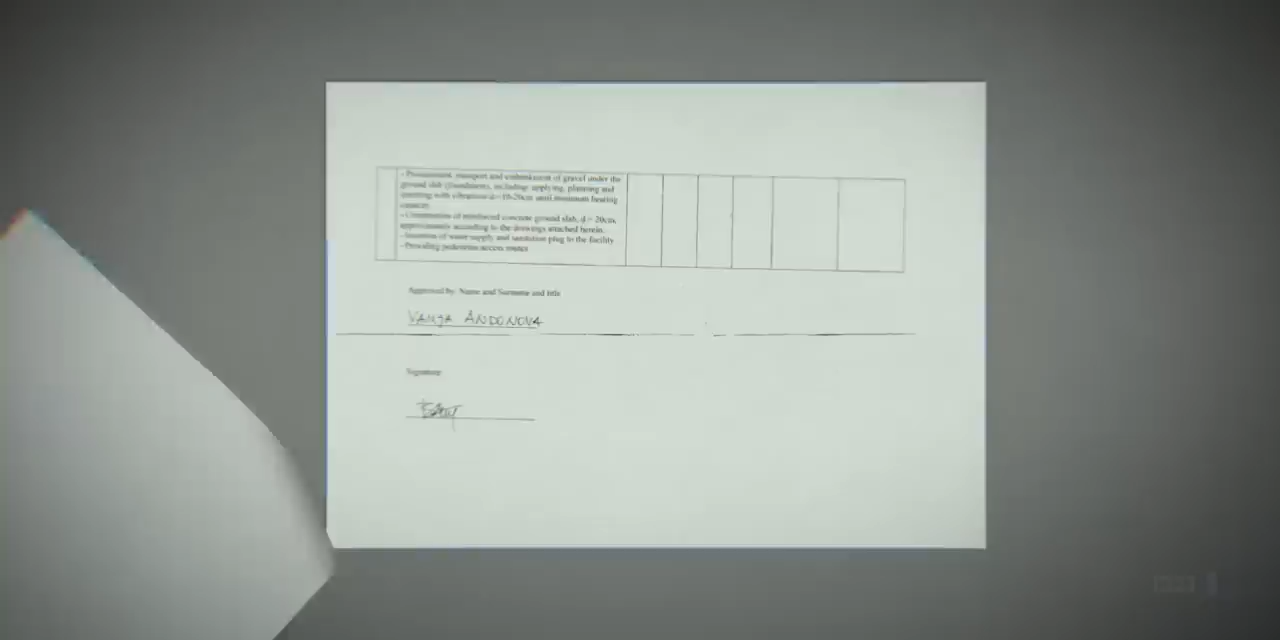 - Procurement, transport and embankment of gravel under the
ground slab (foundation), including: applying, planning and
with vibration d= 10-20cm until minimum bearing
capacity
- Construction of reinforced concrete ground slab, d = 20cm,
approximately according to the drawings attached herein.
- Insertion of water supply and sanitation plug to the facility
- Providing pedestrian access routes
Approved by: Name and Surname and title
VANJA ANDONOVA
Signature